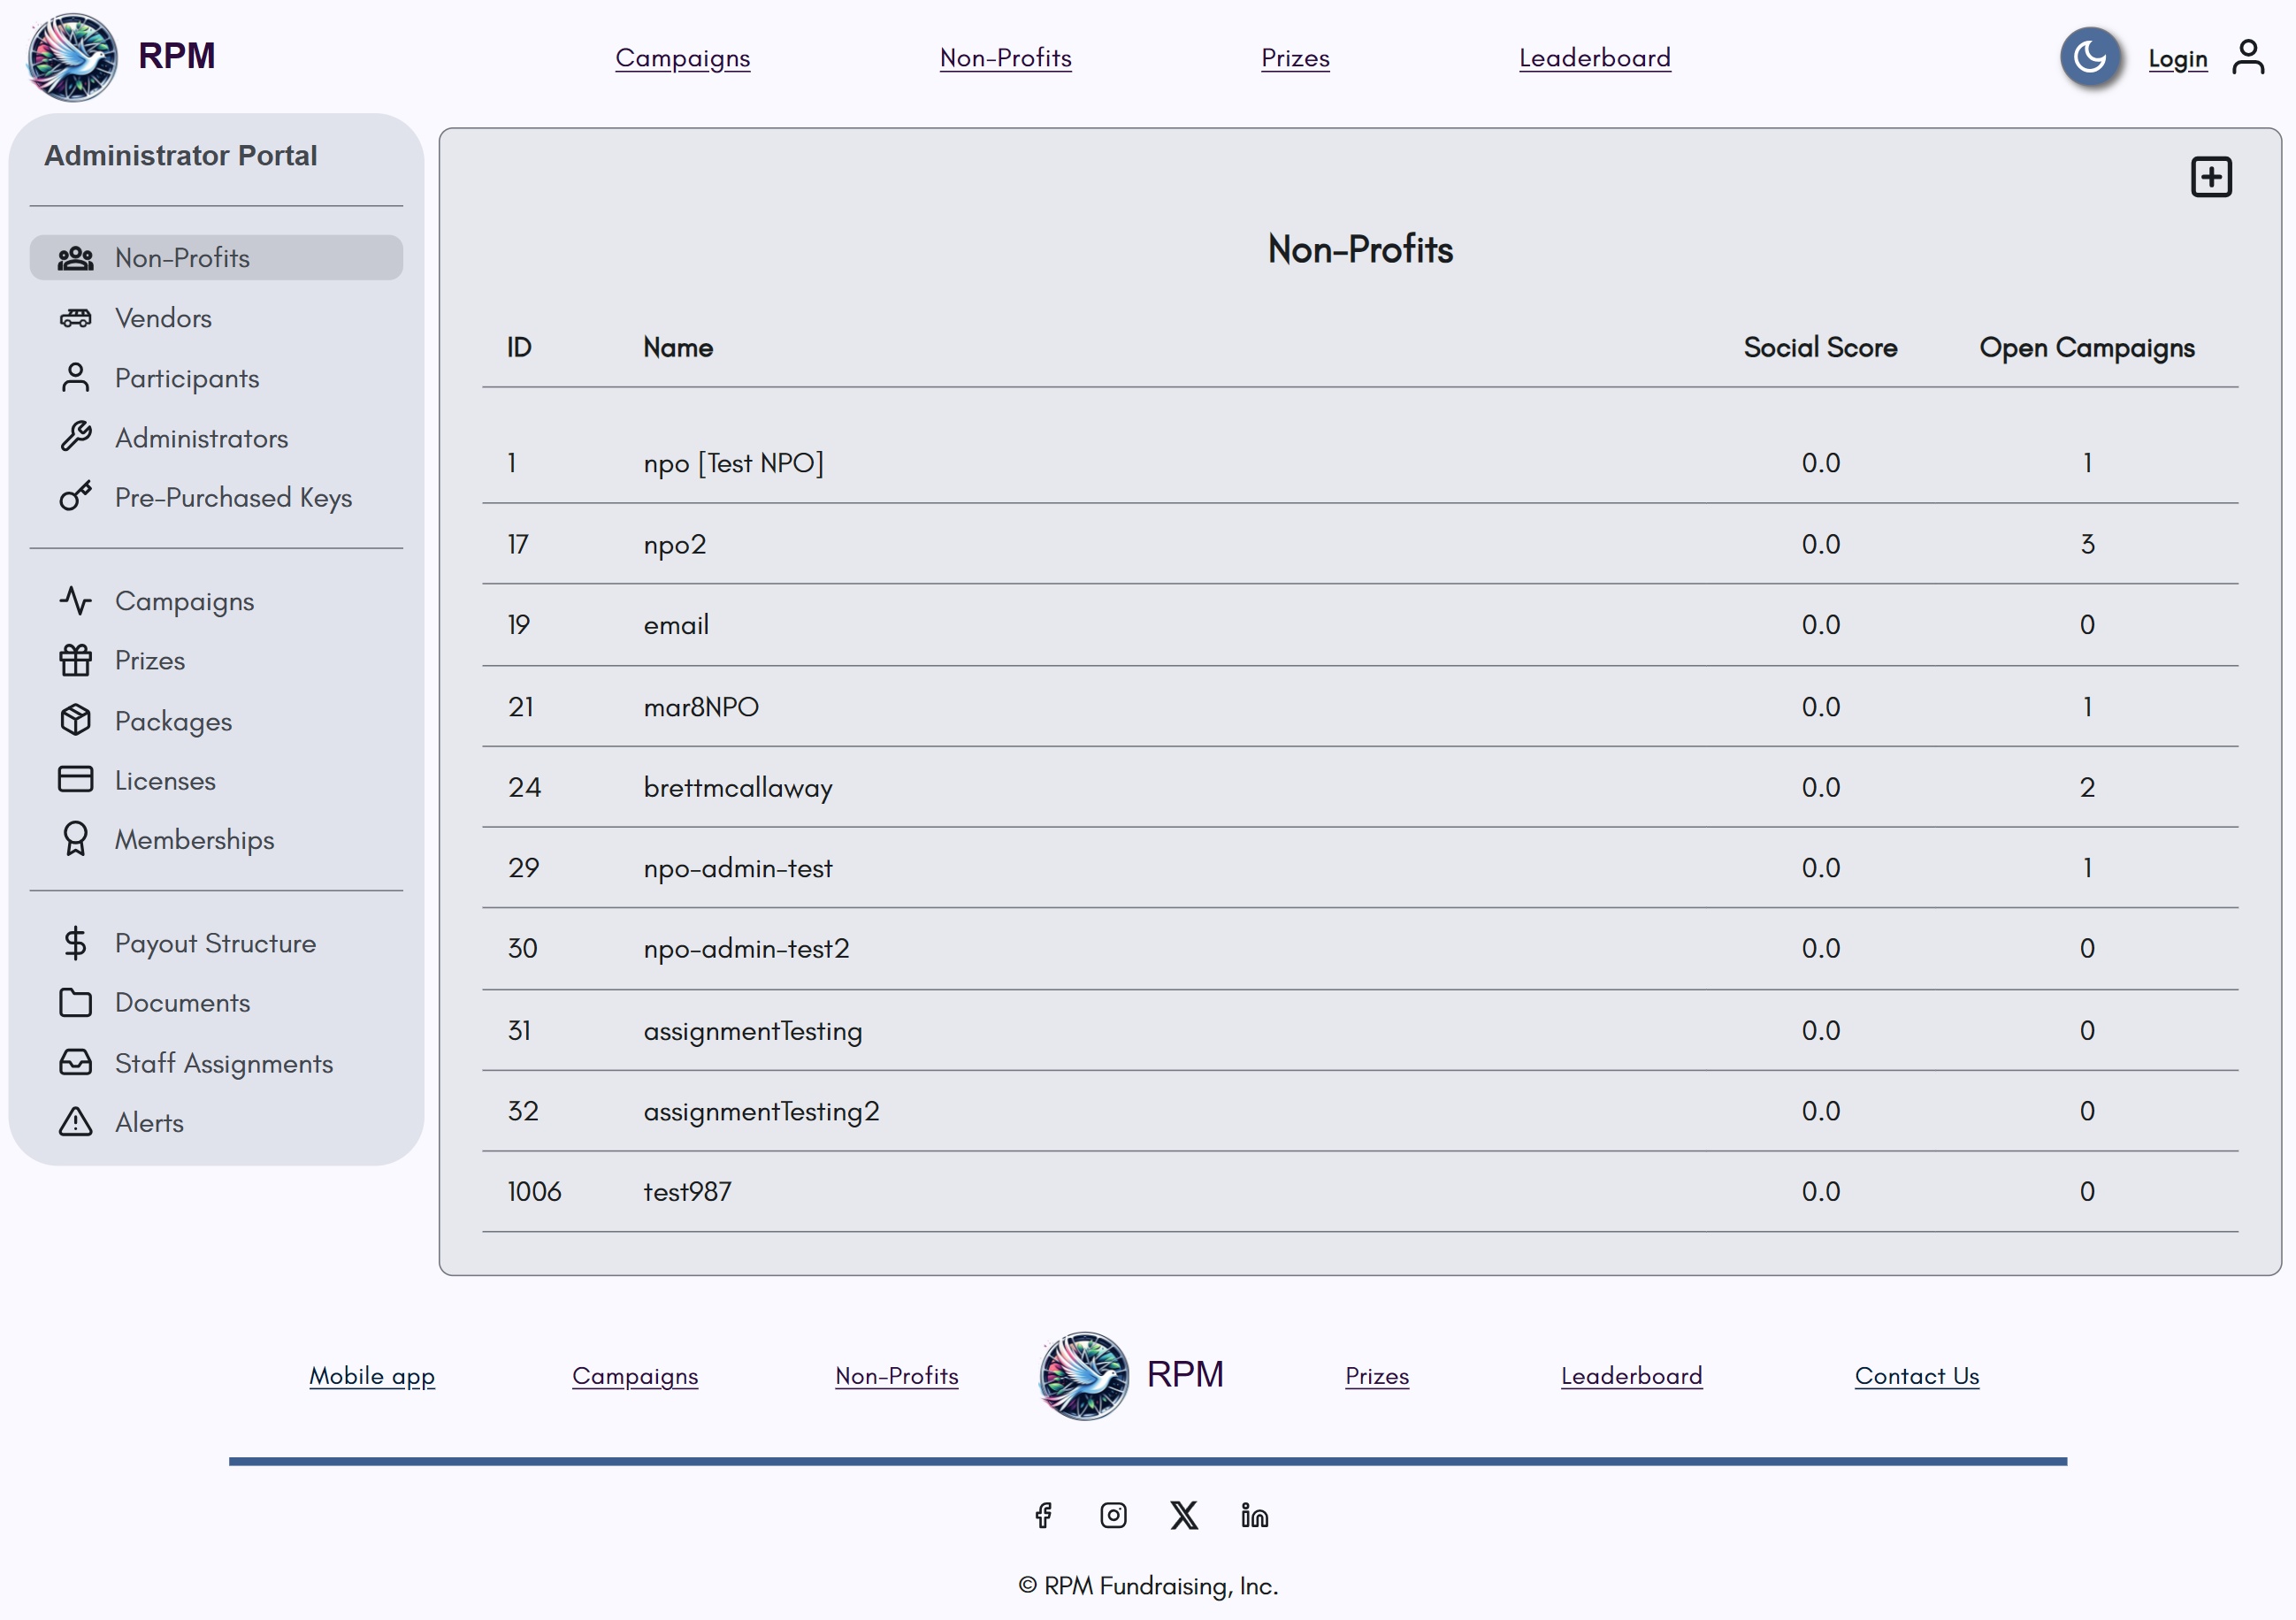 RPM
Campaigns Non-Profits Prizes Leaderboard
Login
Administrator Portal
Non-Profits
Vendors
Participants
Administrators
Pre-Purchased Keys
Campaigns
Prizes
Packages
Licenses
Memberships
Payout Structure
Documents
Staff Assignments
Alerts
Non-Profits
ID Name Social Score Open Campaigns
1 npo [Test NPO] 0.0 1
17 npo2 0.0 3
19 email 0.0 0
21 mar8NPO 0.0 1
24 brettmcallaway 0.0 2
29 npo-admin-test 0.0 1
30 npo-admin-test2 0.0 0
31 assignmentTesting 0.0 0
32 assignmentTesting2 0.0 0
1006 test987 0.0 0
Mobile app Campaigns Non-Profits RPM Prizes Leaderboard Contact Us
© RPM Fundraising, Inc.